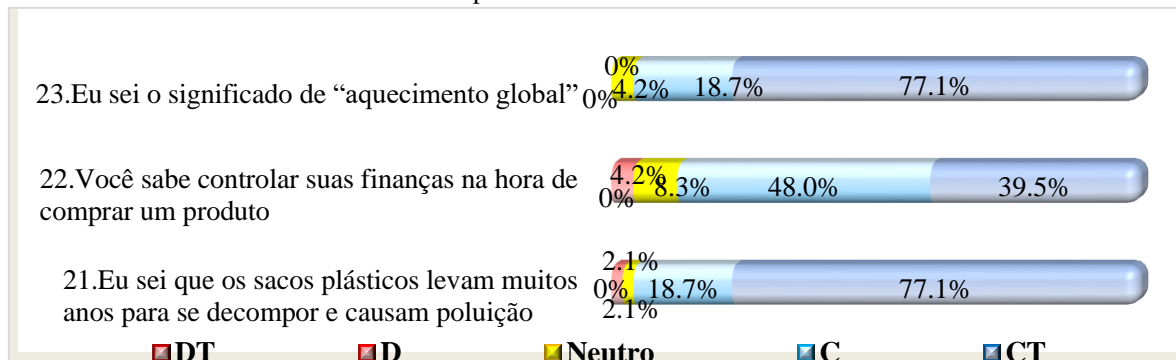 0%
23.Eu sei o significado de “aquecimento global” 0% 4.2% 18.7% 77.1%
22.Você sabe controlar suas finanças na hora de
comprar um produto
4.2%
0% 8.3% 48.0% 39.5%
21.Eu sei que os sacos plásticos levam muitos
anos para se decompor e causam poluição
2.1%
0% 18.7% 77.1%
2.1%
DT D Neutro C CT